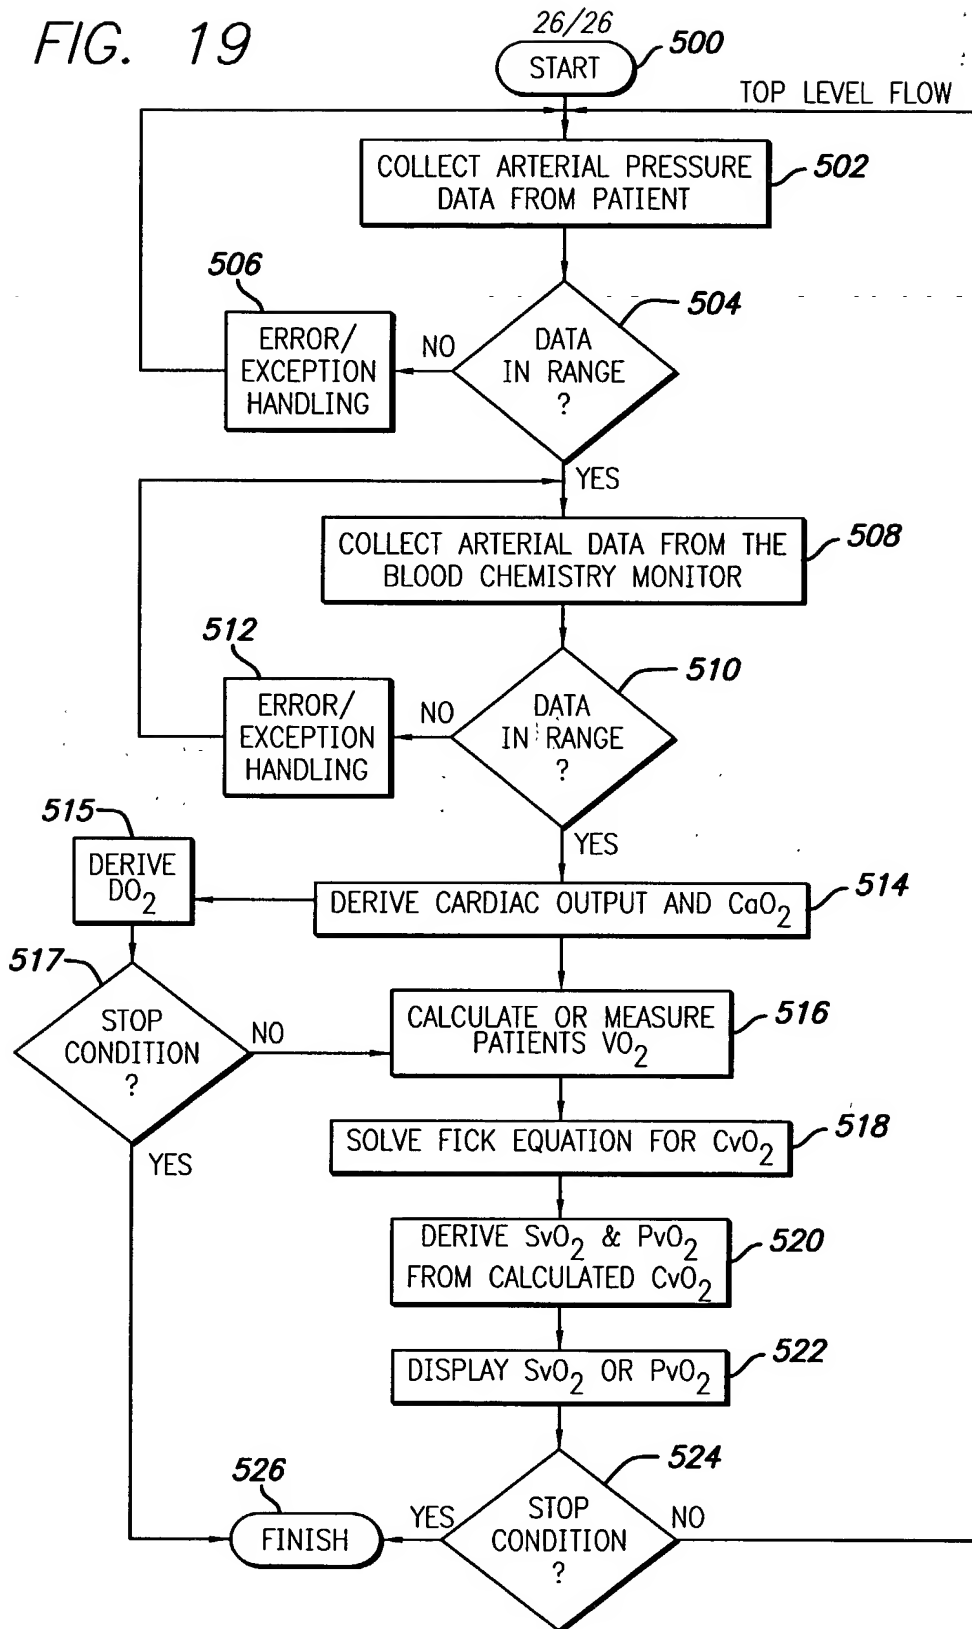 FIG. 19
26/26
START
500
TOP LEVEL FLOW
COLLECT ARTERIAL PRESSURE
DATA FROM PATIENT
502
506
504
ERROR/
EXCEPTION
HANDLING
NO
DATA
IN RANGE
?
YES
COLLECT ARTERIAL DATA FROM THE
BLOOD CHEMISTRY MONITOR
508
512
510
ERROR/
EXCEPTION
HANDLING
NO
DATA
IN RANGE
?
YES
515
DERIVE
DO2
DERIVE CARDIAC OUTPUT AND CaO2
514
517
STOP
CONDITION
?
NO
YES
CALCULATE OR MEASURE
PATIENTS VO2
516
SOLVE FICK EQUATION FOR CvO2
518
DERIVE SvO2 & PvO2
FROM CALCULATED CvO2
520
DISPLAY SvO2 OR PvO2
522
524
526
FINISH
YES
STOP
CONDITION
?
NO